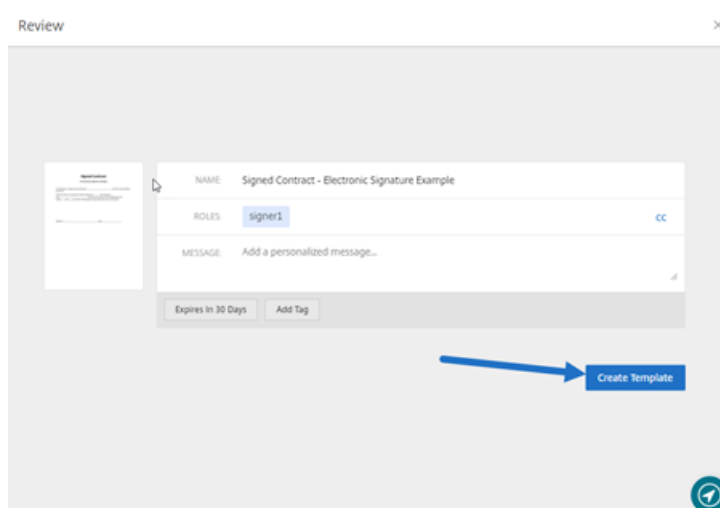 Review
NAME: Signed Contract - Electronic Signature Example
ROLES: signer1 CC
MESSAGE: Add a personalized message...
Expires In 30 Days Add Tag
Create Template